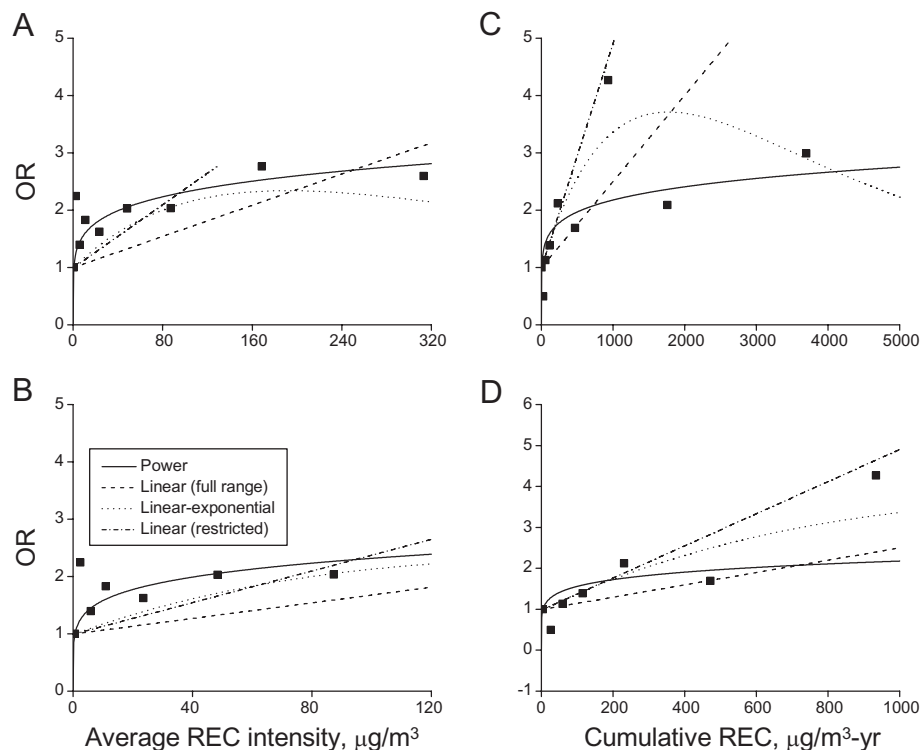 A
OR
5
4
3
2
1
0
0 80 160 240 320
C
5
4
3
2
1
0
0 1000 2000 3000 4000 5000
B
OR
5
4
3
2
1
0
Power
Linear (full range)
Linear-exponential
Linear (restricted)
0 40 80 120
Average REC intensity, μg/m³
D
6
5
4
3
2
1
0
-1
0 200 400 600 800 1000
Cumulative REC, μg/m³-yr